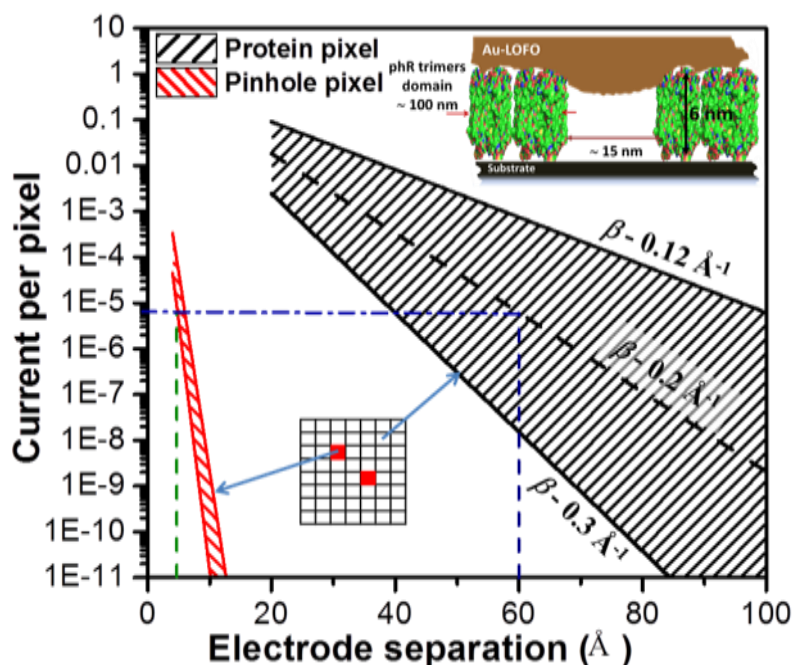 Protein pixel
Pinhole pixel
Au-LOFO
phR trimers
domain
~ 100 nm
6 nm
~ 15 nm
Substrate
Current per pixel
10
1
0.1
0.01
1E-3
1E-4
1E-5
1E-6
1E-7
1E-8
1E-9
1E-10
1E-11
β - 0.12 Å⁻¹
β - 0.2 Å⁻¹
β - 0.3 Å⁻¹
0 20 40 60 80 100
Electrode separation (Å)